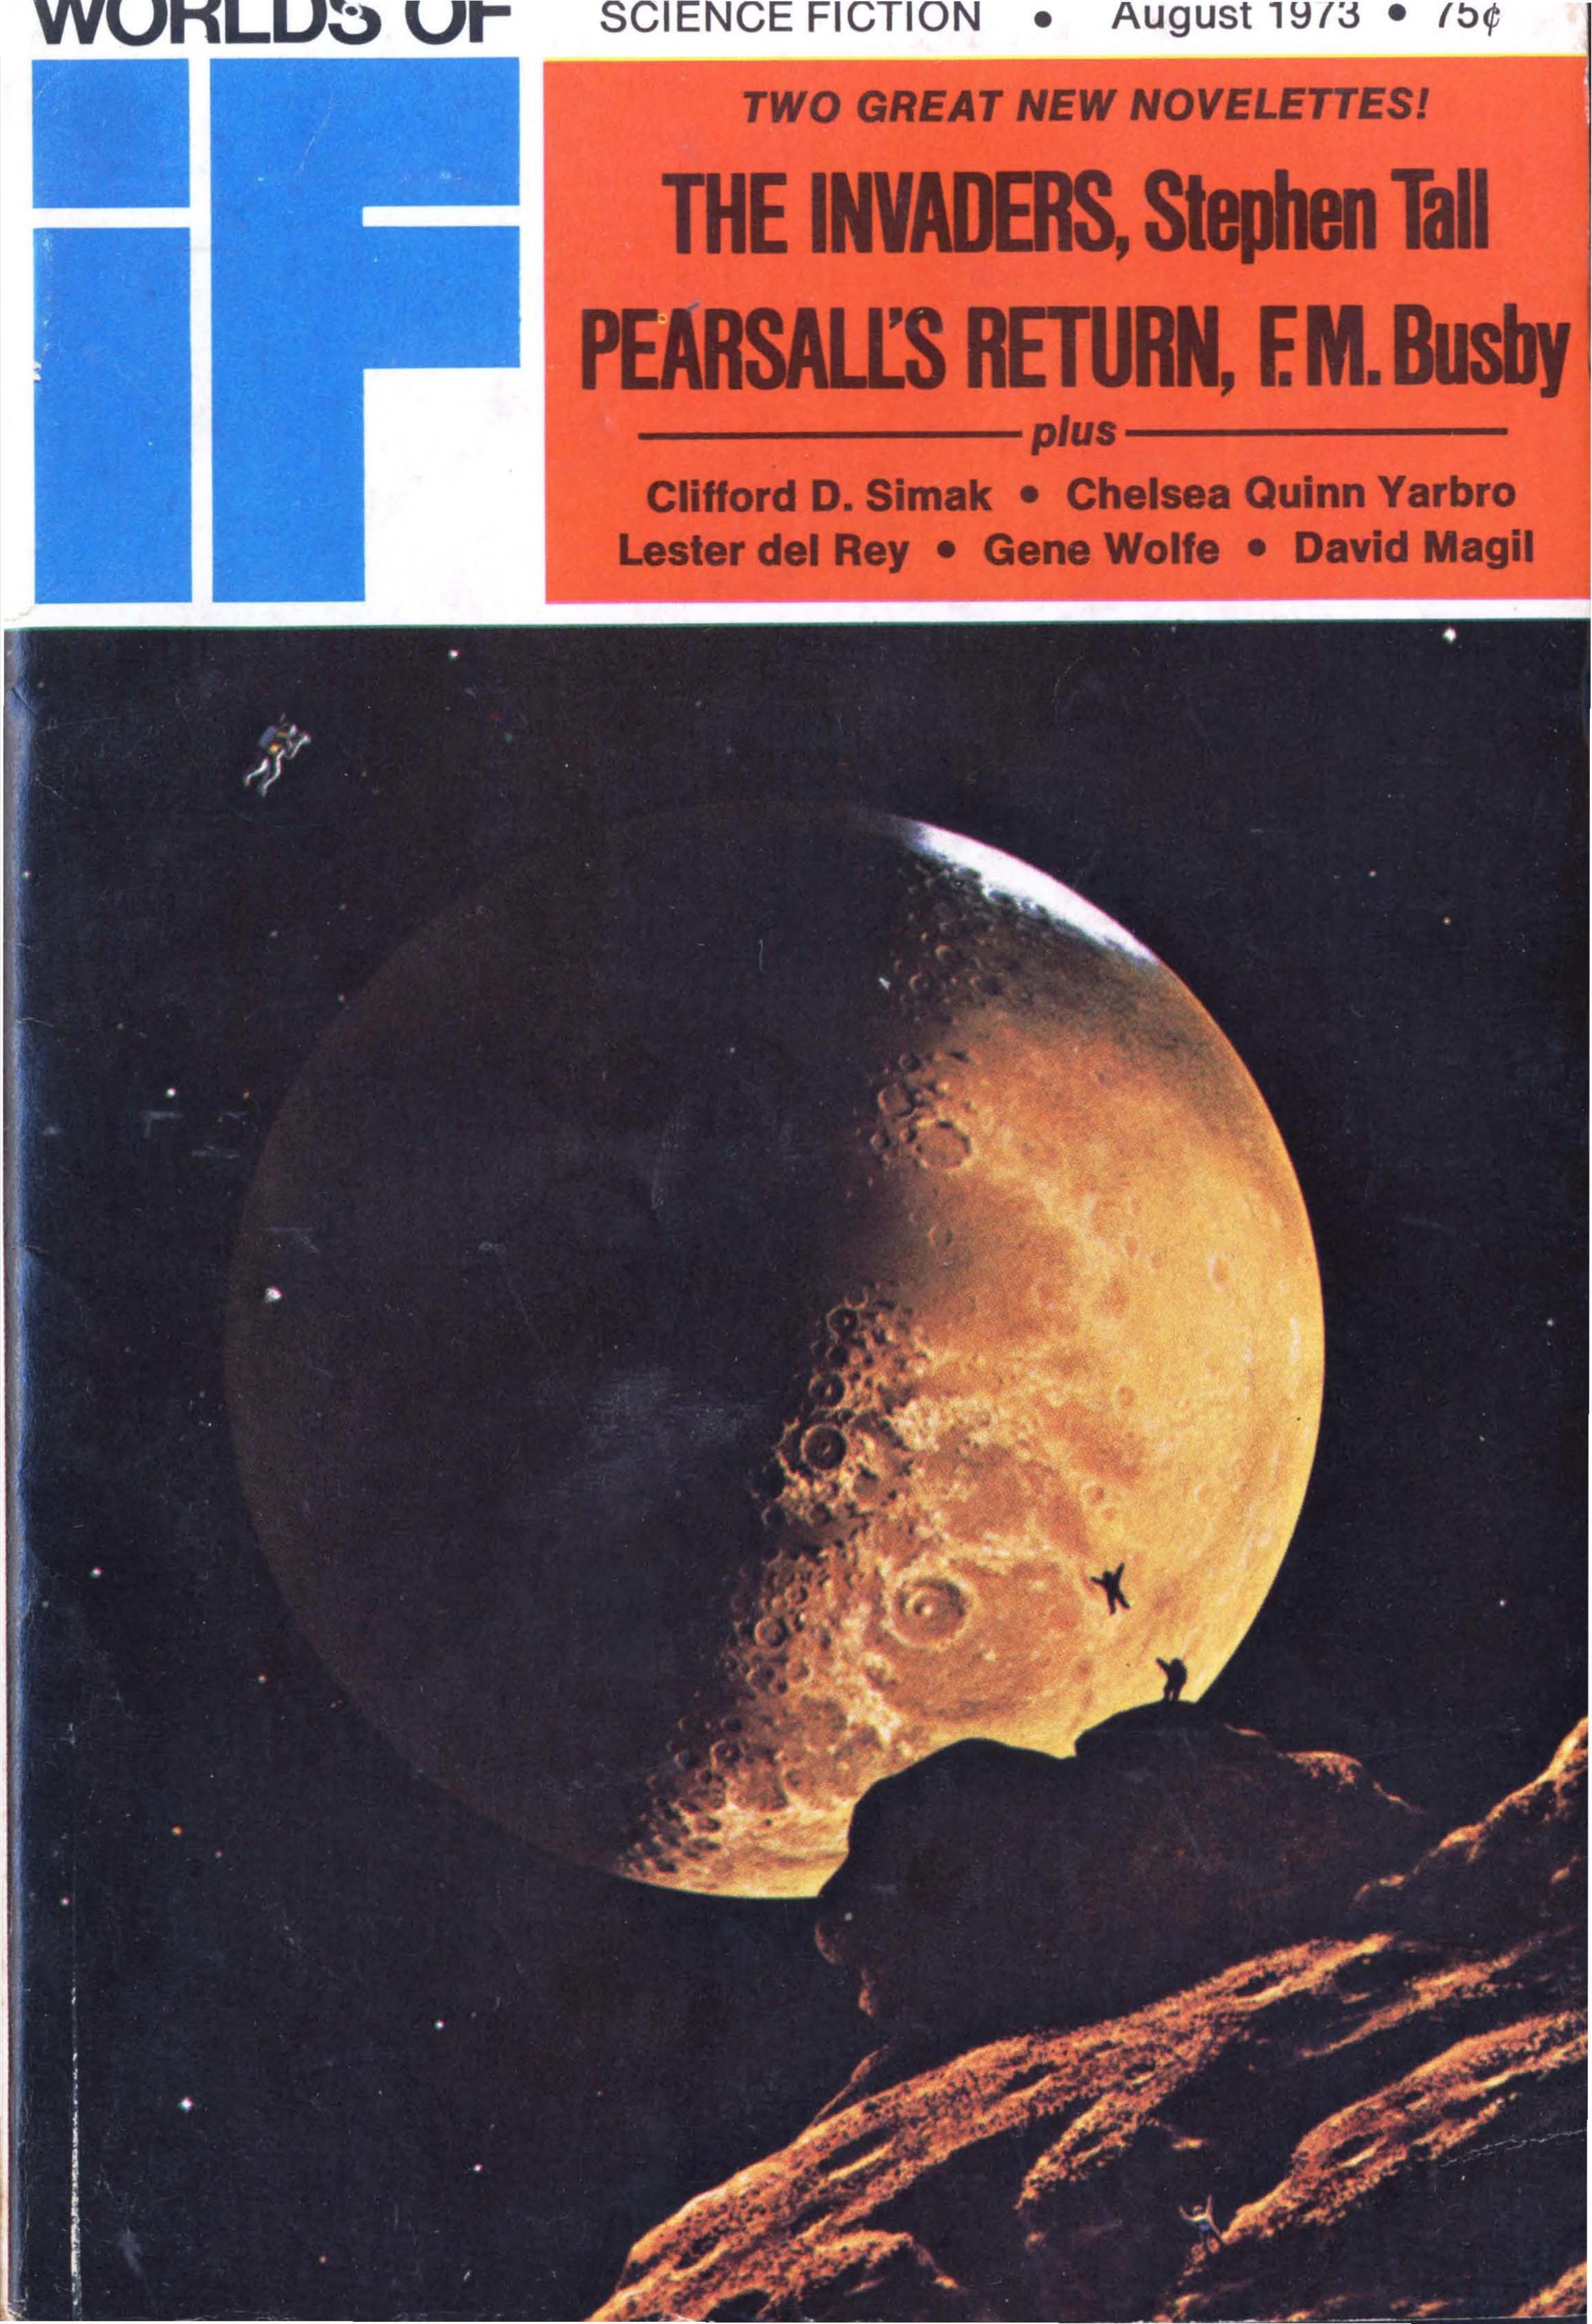 WORLDS OF
SCIENCE FICTION • August 1973 • 75¢
iF
TWO GREAT NEW NOVELETTES!
THE INVADERS, Stephen Tall
PEARSALL'S RETURN, F.M. Busby
plus
Clifford D. Simak • Chelsea Quinn Yarbro
Lester del Rey • Gene Wolfe • David Magil